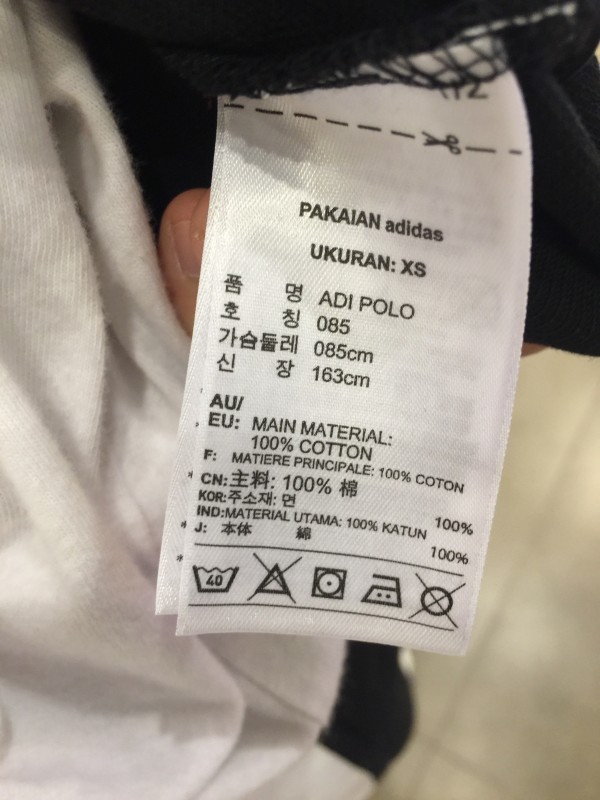 PAKAIAN adidas
UKURAN: XS
품 명 ADI POLO
호 칭 085
가슴둘레 085cm
신 장 163cm
AU/
EU: MAIN MATERIAL:
100% COTTON
F: MATIERE PRINCIPALE: 100% COTON
CN:主料: 100% 棉
KOR:주소재: 면 100%
IND:MATERIAL UTAMA: 100% KATUN
J: 本体 綿 100%
40